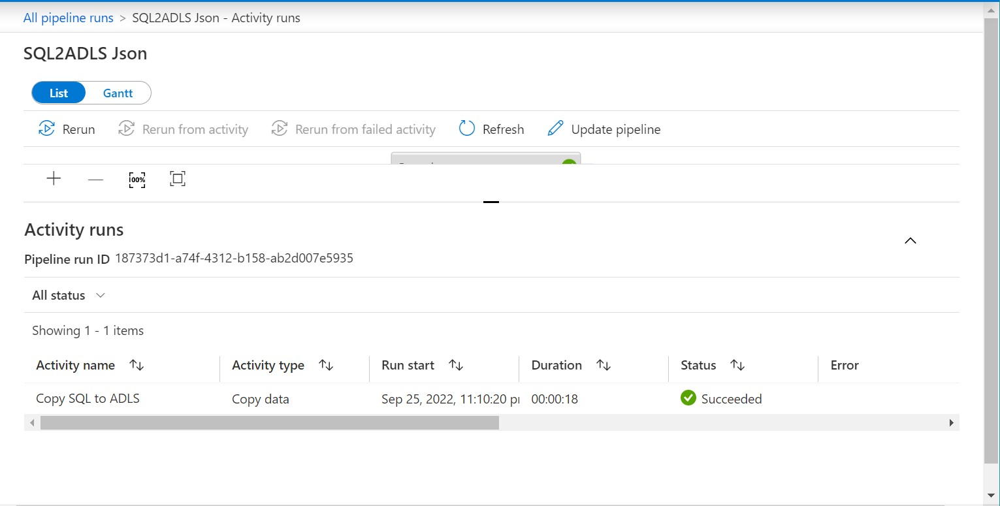 All pipeline runs > SQL2ADLS Json - Activity runs
SQL2ADLS Json
List Gantt
Rerun Rerun from activity Rerun from failed activity Refresh Update pipeline
100%
Activity runs
Pipeline run ID 187373d1-a74f-4312-b158-ab2d007e5935
All status
Showing 1 - 1 items
Activity name Activity type Run start Duration Status Error
Copy SQL to ADLS Copy data Sep 25, 2022, 11:10:20 pm 00:00:18 Succeeded